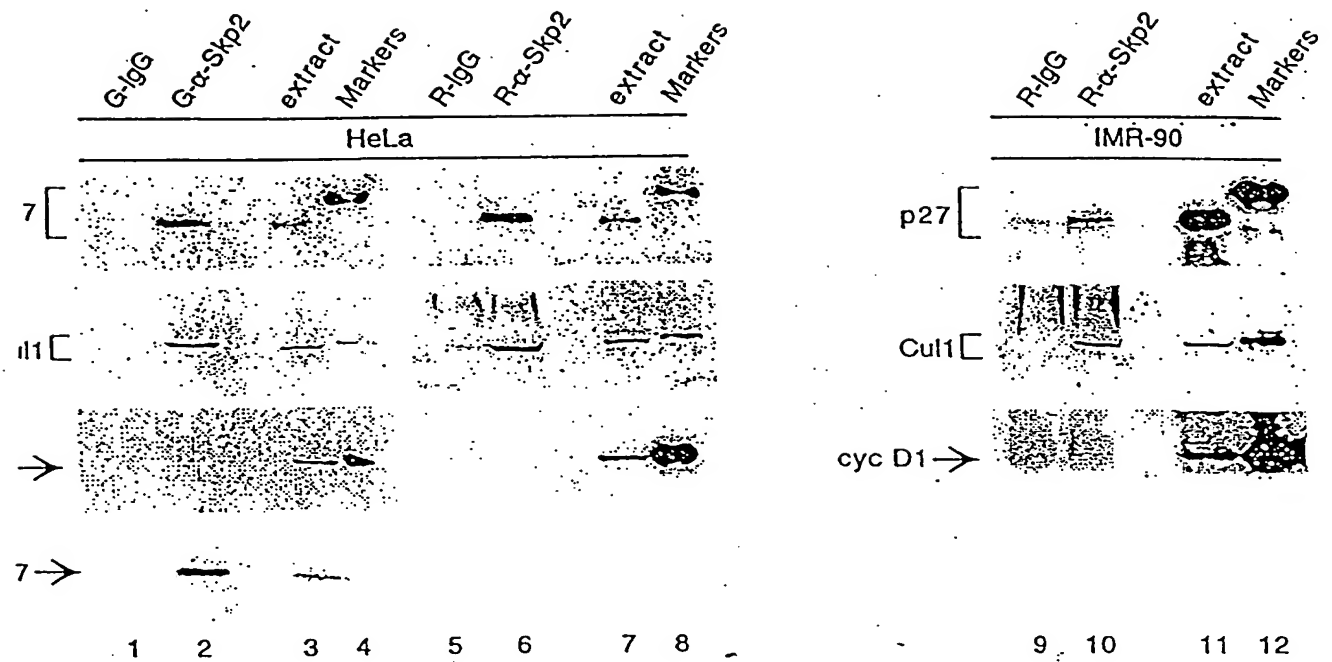 G-IgG G-α-Skp2 extract Markers R-IgG R-α-Skp2 extract Markers R-IgG R-α-Skp2 extract Markers
HeLa IMR-90
7 p27
ıl1 Cul1
cyc D1
7
1 2 3 4 5 6 7 8 9 10 11 12